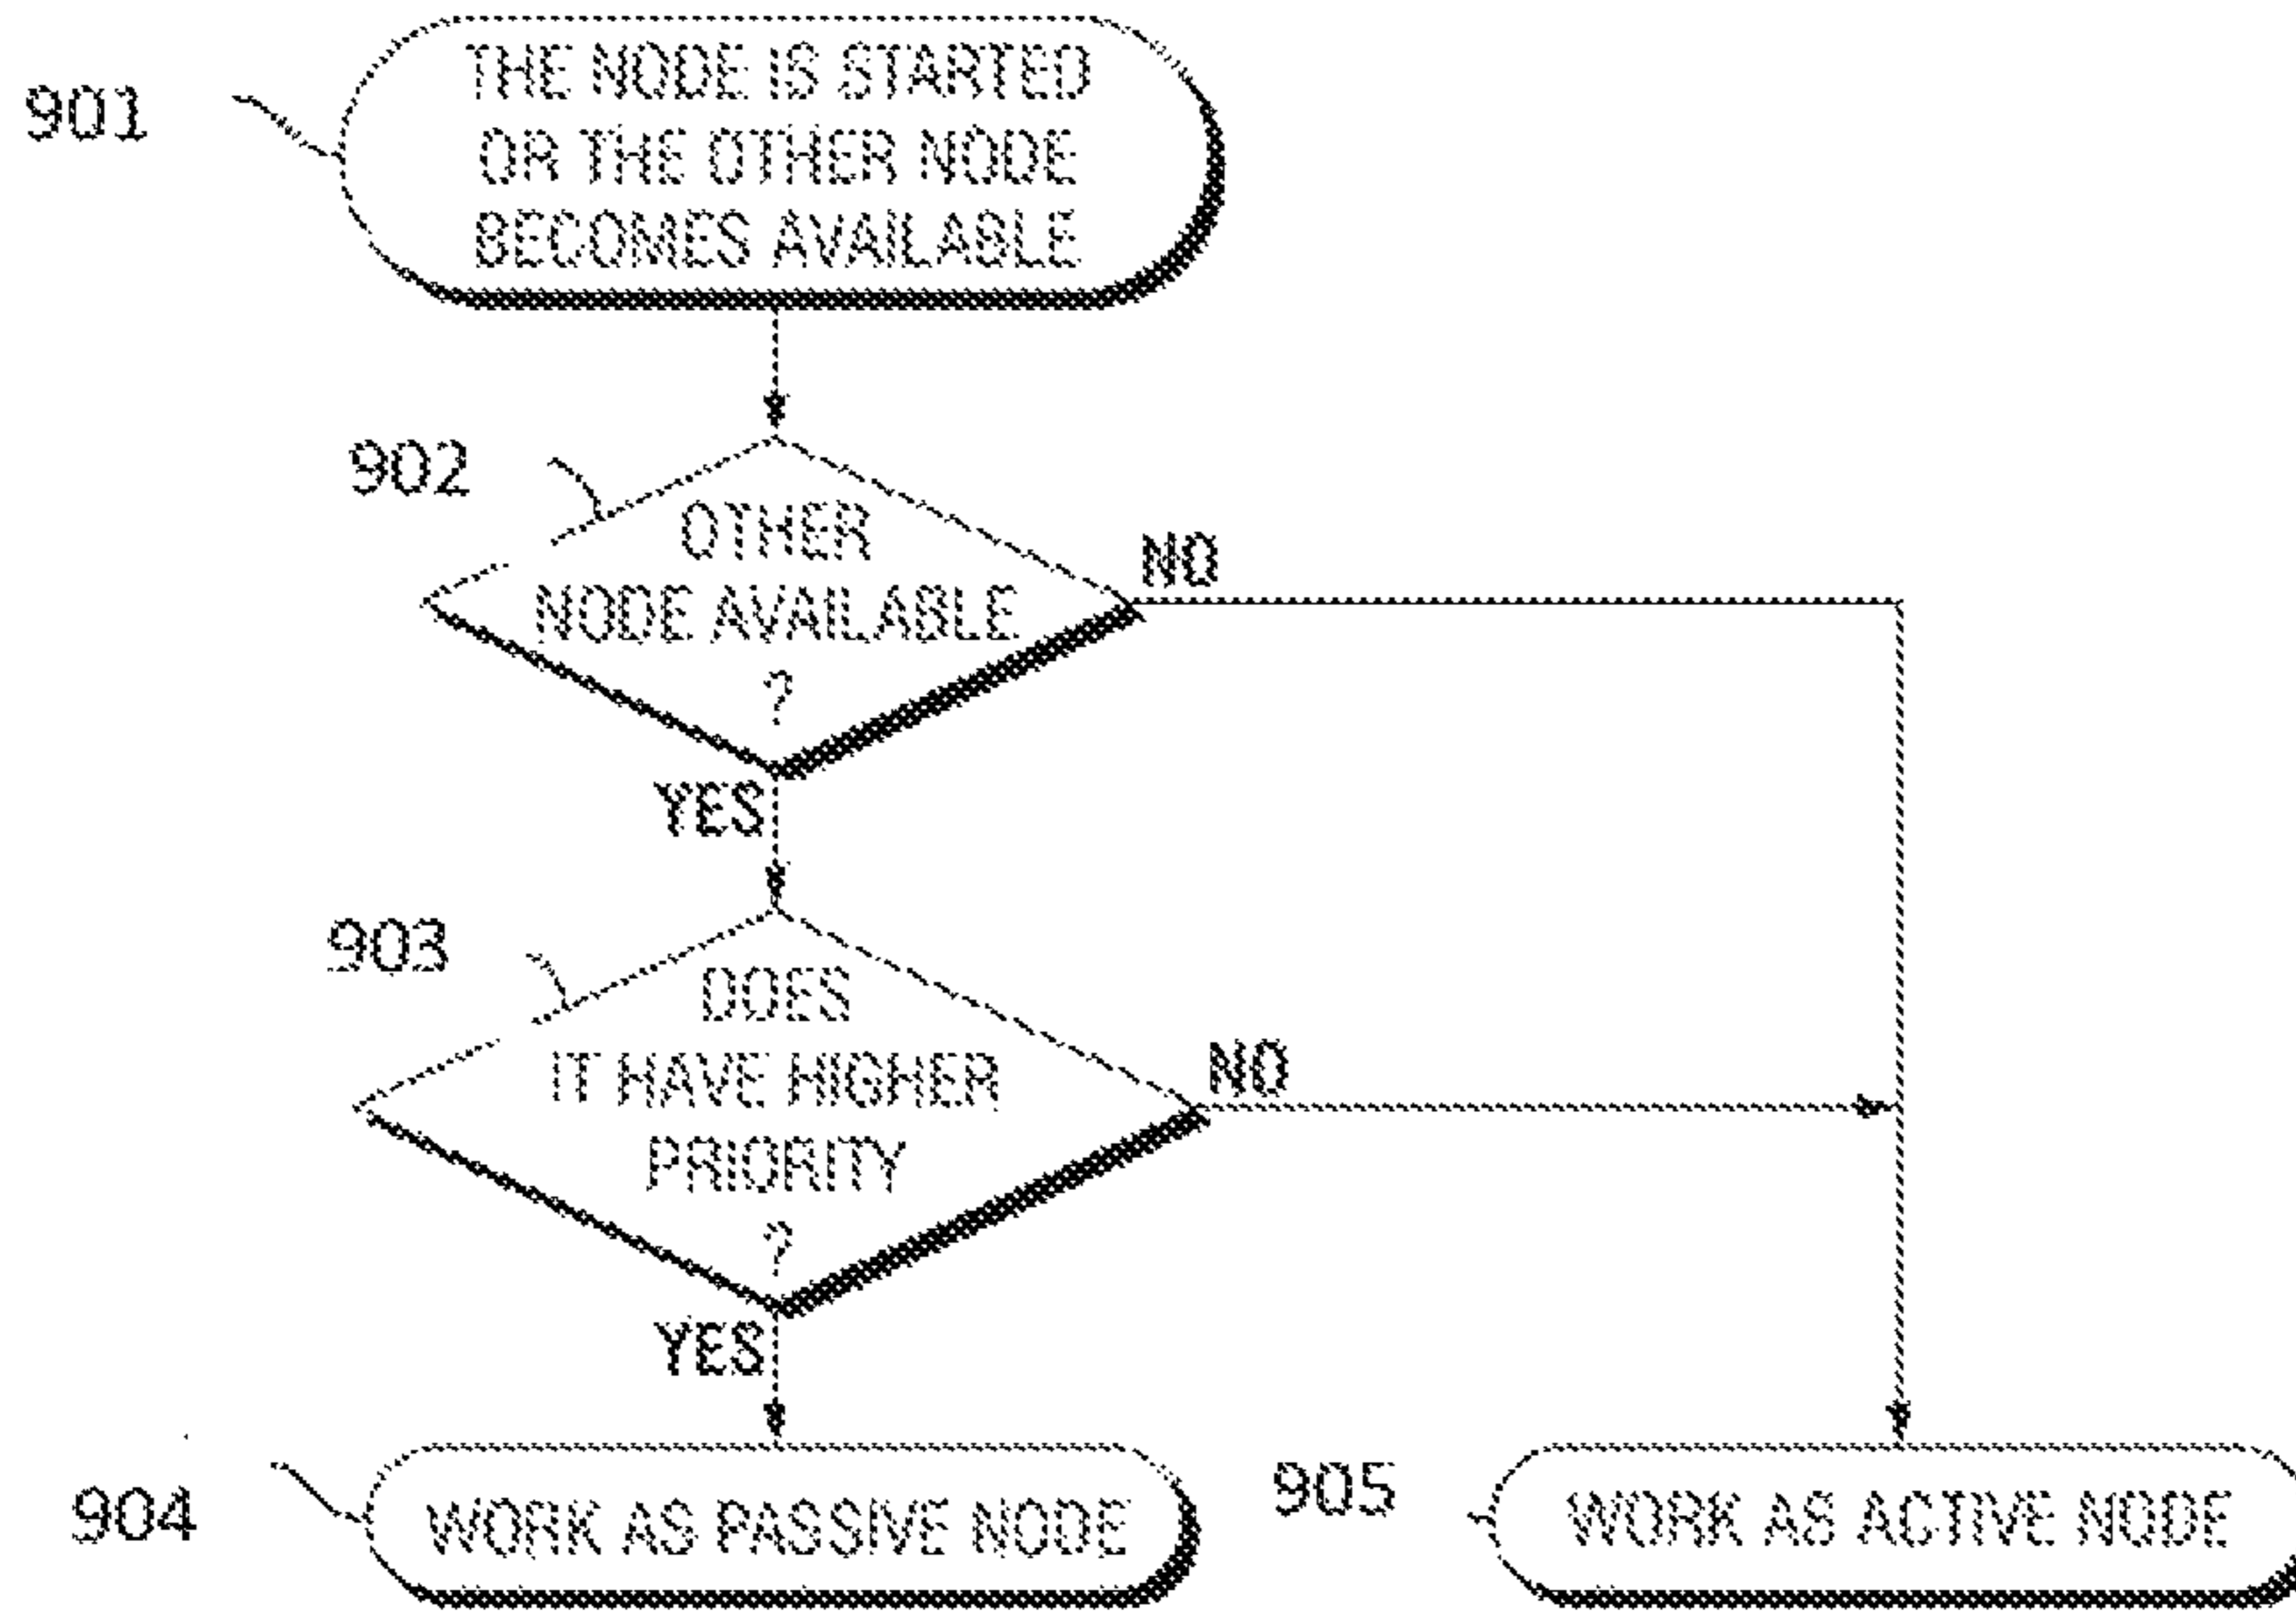 901
THE NODE IS STARTED
OR THE OTHER NODE
BECOMES AVAILABLE
902
OTHER
NODE AVAILABLE
?
NO
YES
903
DOES
IT HAVE HIGHER
PRIORITY
?
NO
YES
904
WORK AS PASSIVE NODE
905
WORK AS ACTIVE NODE